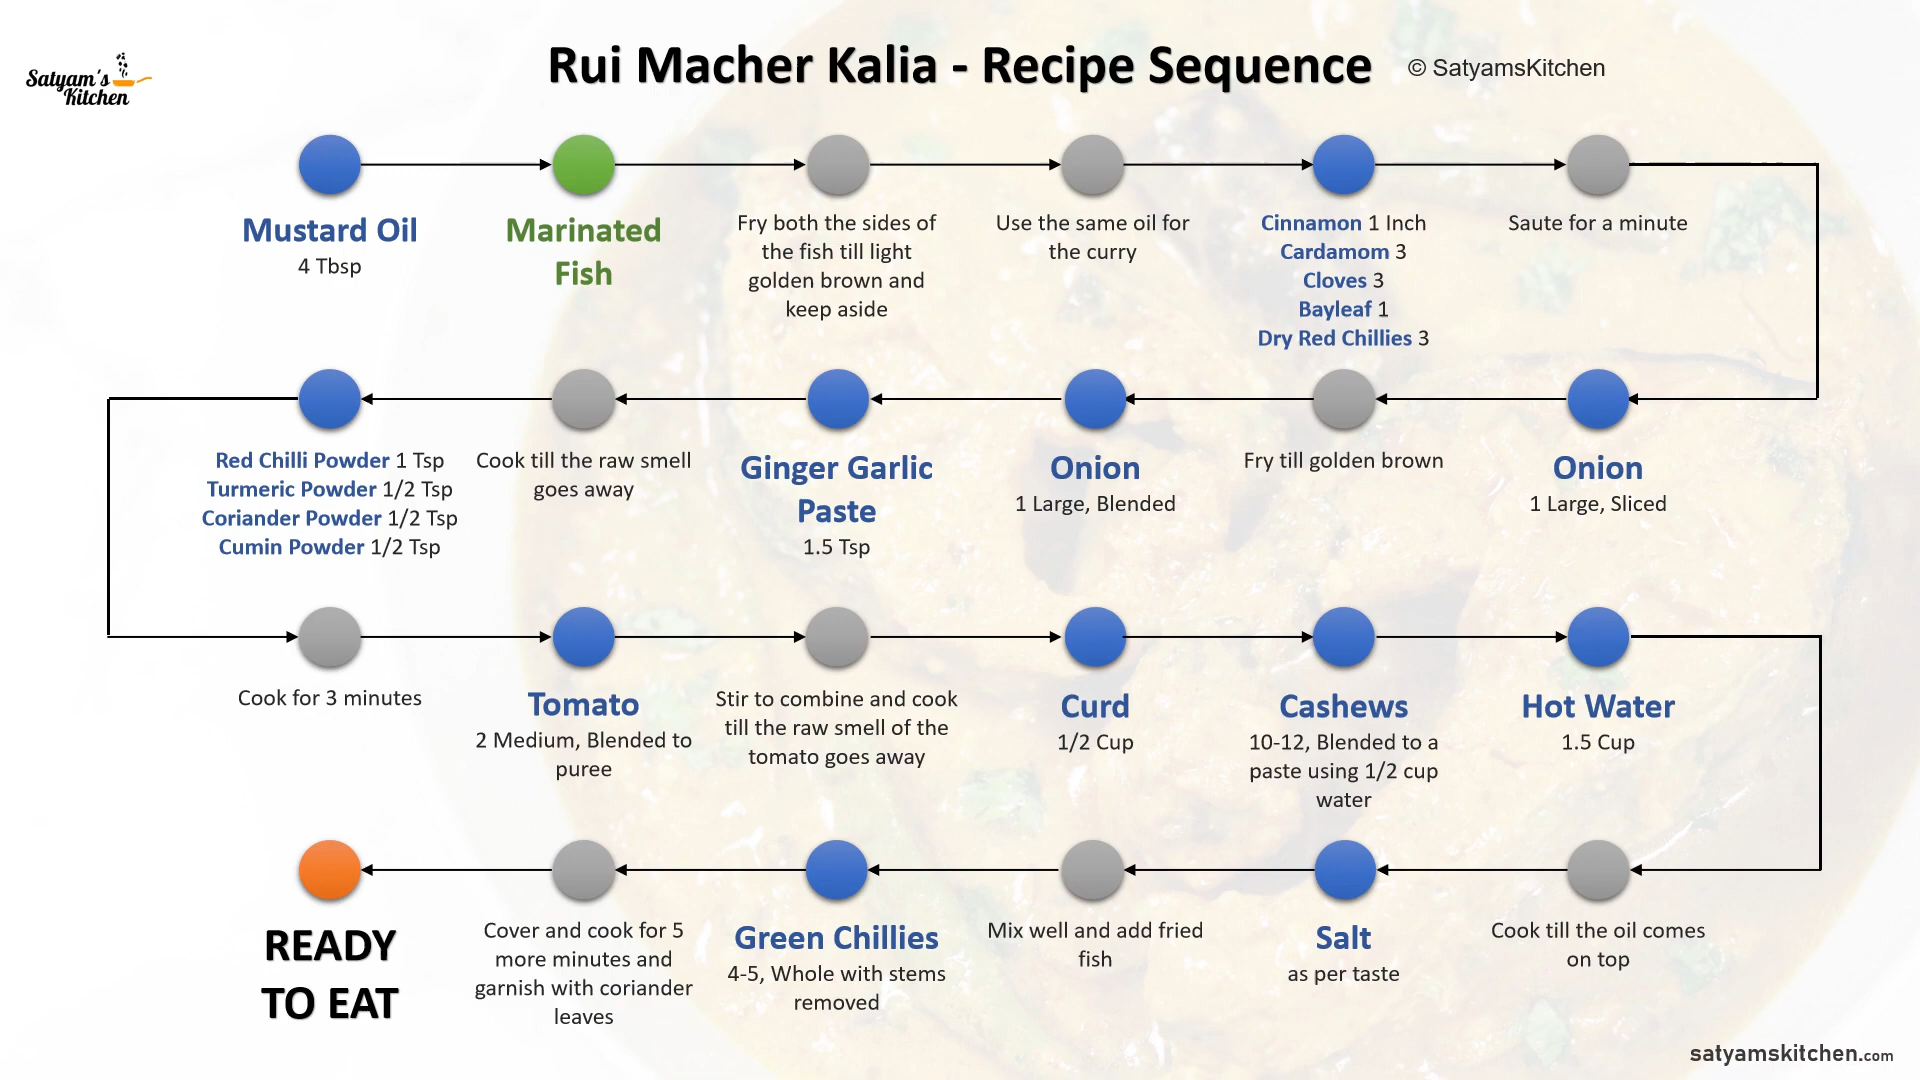 Satyam's
Kitchen
Rui Macher Kalia - Recipe Sequence
© SatyamsKitchen
Mustard Oil
4 Tbsp
Marinated
Fish
Fry both the sides of
the fish till light
golden brown and
keep aside
Use the same oil for
the curry
Cinnamon 1 Inch
Cardamom 3
Cloves 3
Bayleaf 1
Dry Red Chillies 3
Saute for a minute
Onion
1 Large, Sliced
Fry till golden brown
Onion
1 Large, Blended
Ginger Garlic
Paste
1.5 Tsp
Cook till the raw smell
goes away
Red Chilli Powder 1 Tsp
Turmeric Powder 1/2 Tsp
Coriander Powder 1/2 Tsp
Cumin Powder 1/2 Tsp
Cook for 3 minutes
Tomato
2 Medium, Blended to
puree
Stir to combine and cook
till the raw smell of the
tomato goes away
Curd
1/2 Cup
Cashews
10-12, Blended to a
paste using 1/2 cup
water
Hot Water
1.5 Cup
Cook till the oil comes
on top
Salt
as per taste
Mix well and add fried
fish
Green Chillies
4-5, Whole with stems
removed
Cover and cook for 5
more minutes and
garnish with coriander
leaves
READY
TO EAT
satyamskitchen.com